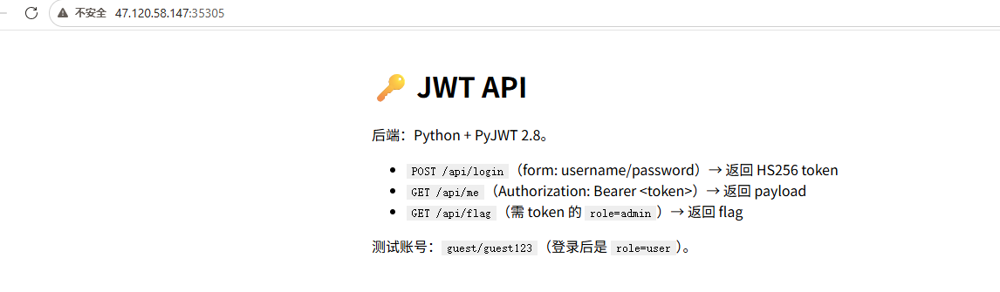 不安全 47.120.58.147:35305
🔑 JWT API
后端：Python + PyJWT 2.8。
POST /api/login（form: username/password）→ 返回 HS256 token
GET /api/me（Authorization: Bearer <token>）→ 返回 payload
GET /api/flag（需 token 的 role=admin）→ 返回 flag
测试账号：guest/guest123（登录后是 role=user）。